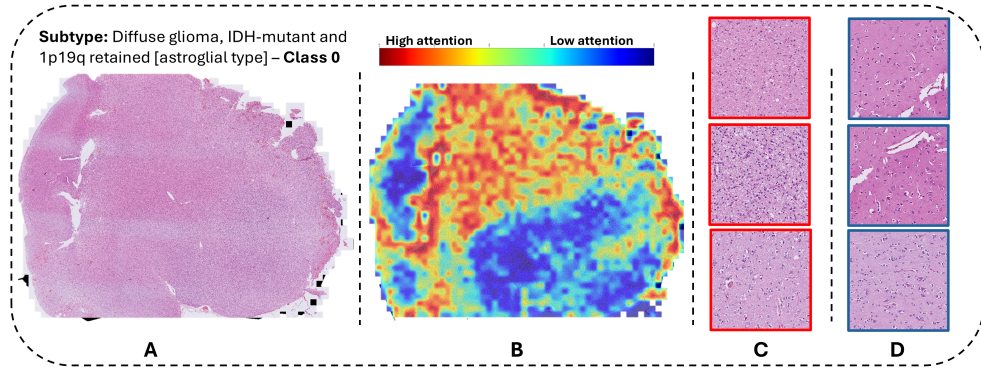 Subtype: Diffuse glioma, IDH-mutant and
1p19q retained [astroglial type] – Class 0
High attention Low attention
A B C D